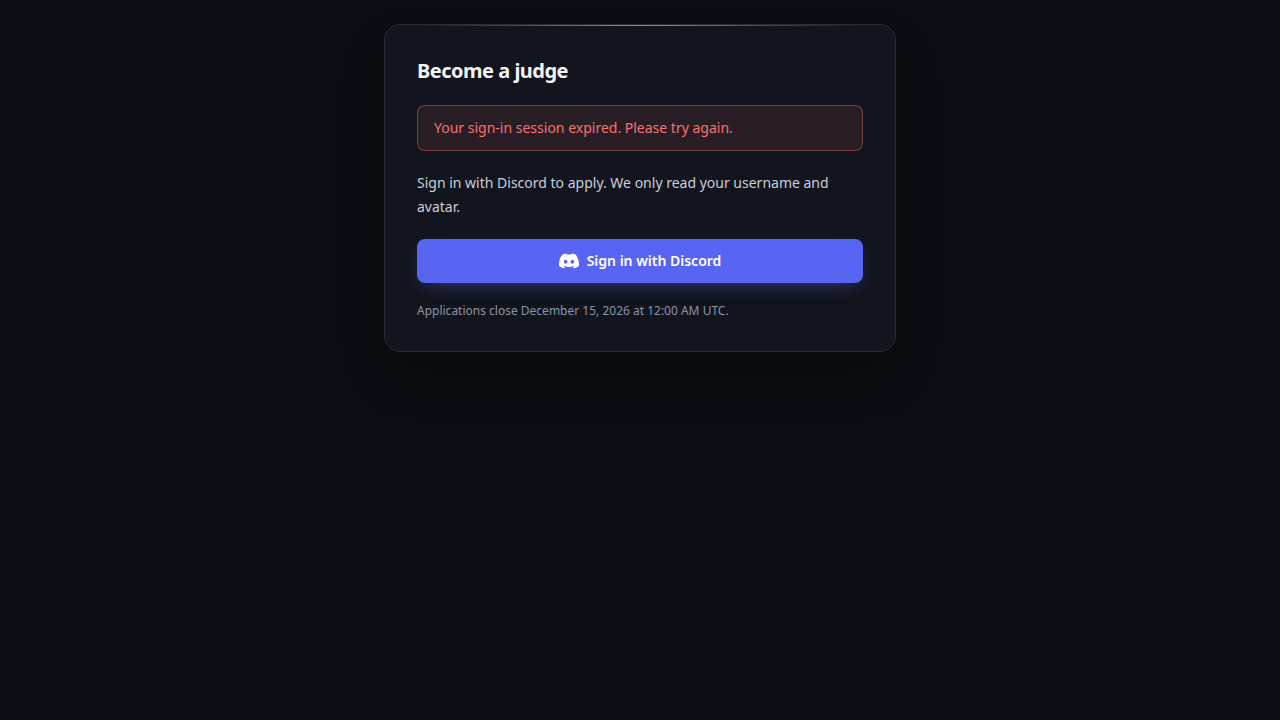 Become a judge
Your sign-in session expired. Please try again.
Sign in with Discord to apply. We only read your username and
avatar.
Sign in with Discord
Applications close December 15, 2026 at 12:00 AM UTC.